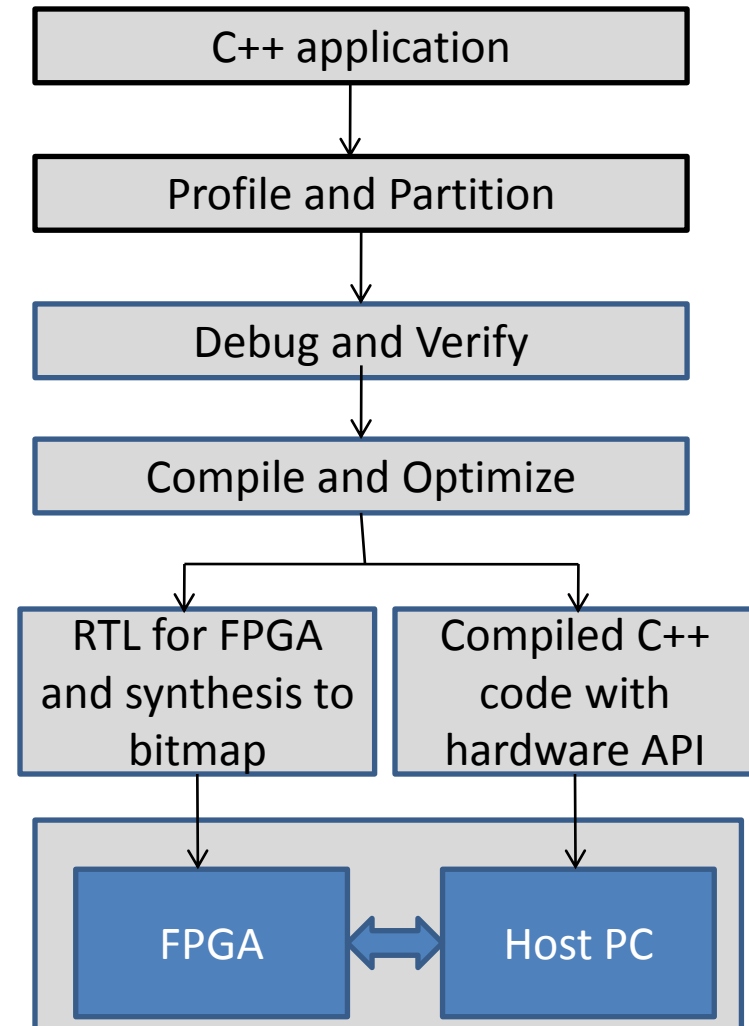 C++ application
Profile and Partition
Debug and Verify
Compile and Optimize
RTL for FPGA
and synthesis to
bitmap
Compiled C++
code with
hardware API
FPGA
Host PC